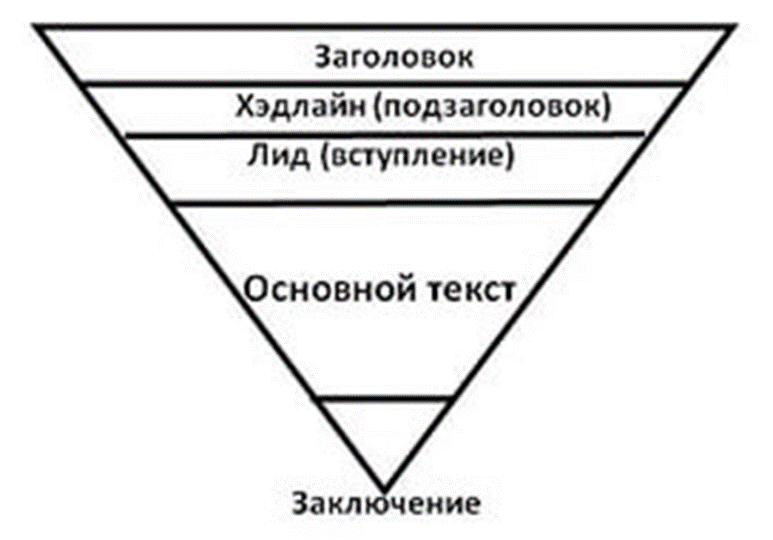 Заголовок
Хэдлайн (подзаголовок)
Лид (вступление)
Основной текст
Заключение